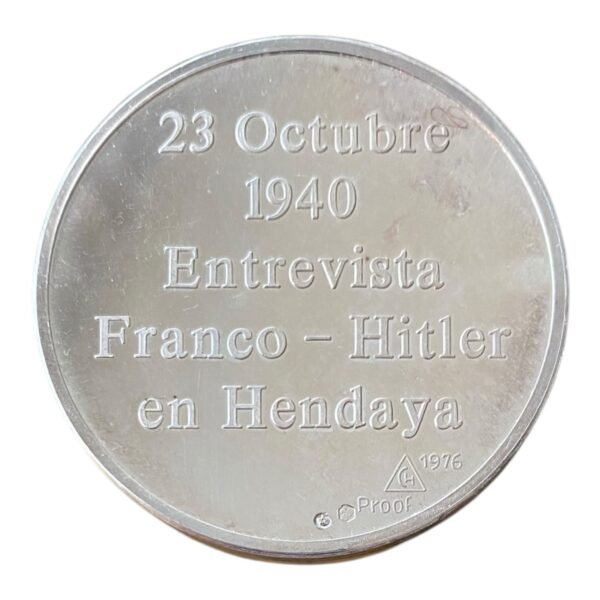 23 Octubre
1940
Entrevista
Franco – Hitler
en Hendaya
1976
Proof